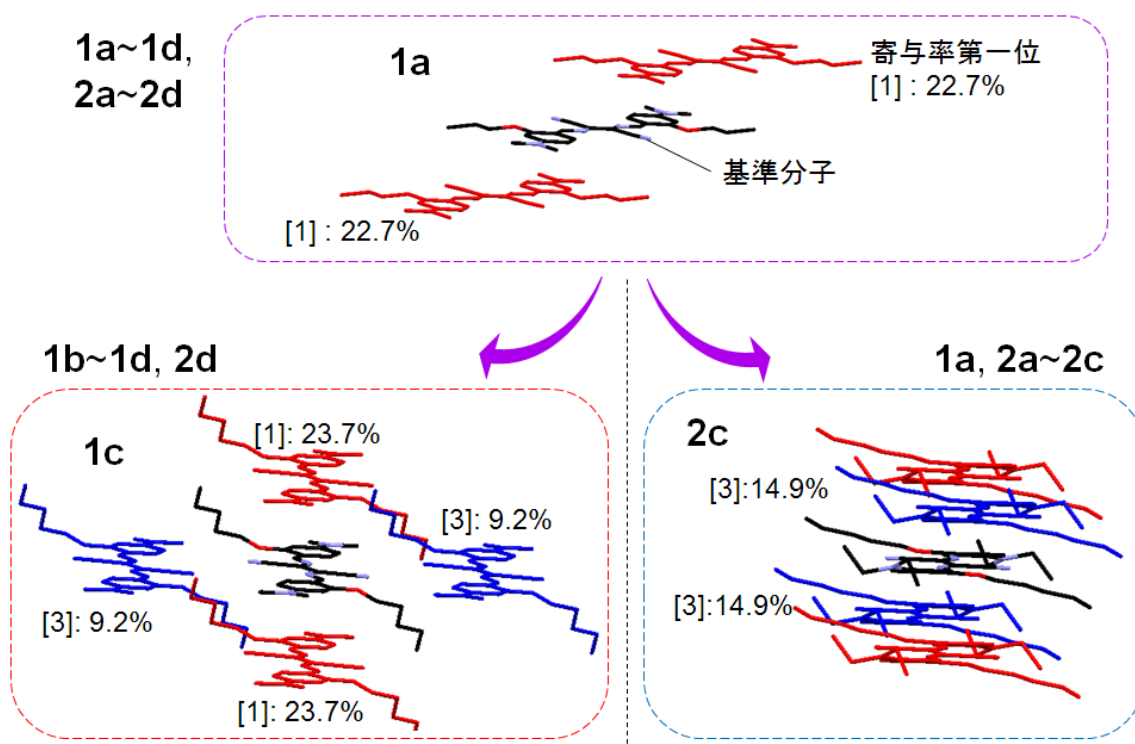 1a~1d,
2a~2d
1a
寄与率第一位
[1] : 22.7%
基準分子
[1] : 22.7%
1b~1d, 2d
1c
[1]: 23.7%
[3]: 9.2%
[3]: 9.2%
[1]: 23.7%
1a, 2a~2c
2c
[3]:14.9%
[3]:14.9%